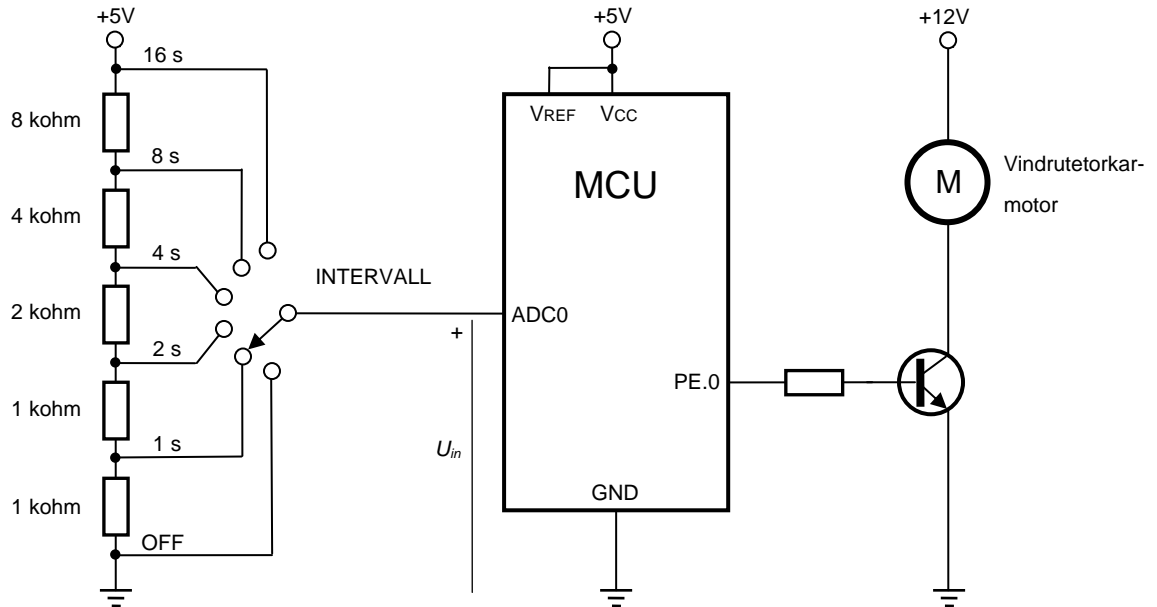 +5V
+5V
+12V
16 s
8 kohm
VREF
VCC
8 s
MCU
M
Vindrutetorkar-
motor
4 kohm
4 s
INTERVALL
2 kohm
ADC0
+
2 s
PE.0
1 kohm
1 s
Uin
GND
1 kohm
OFF